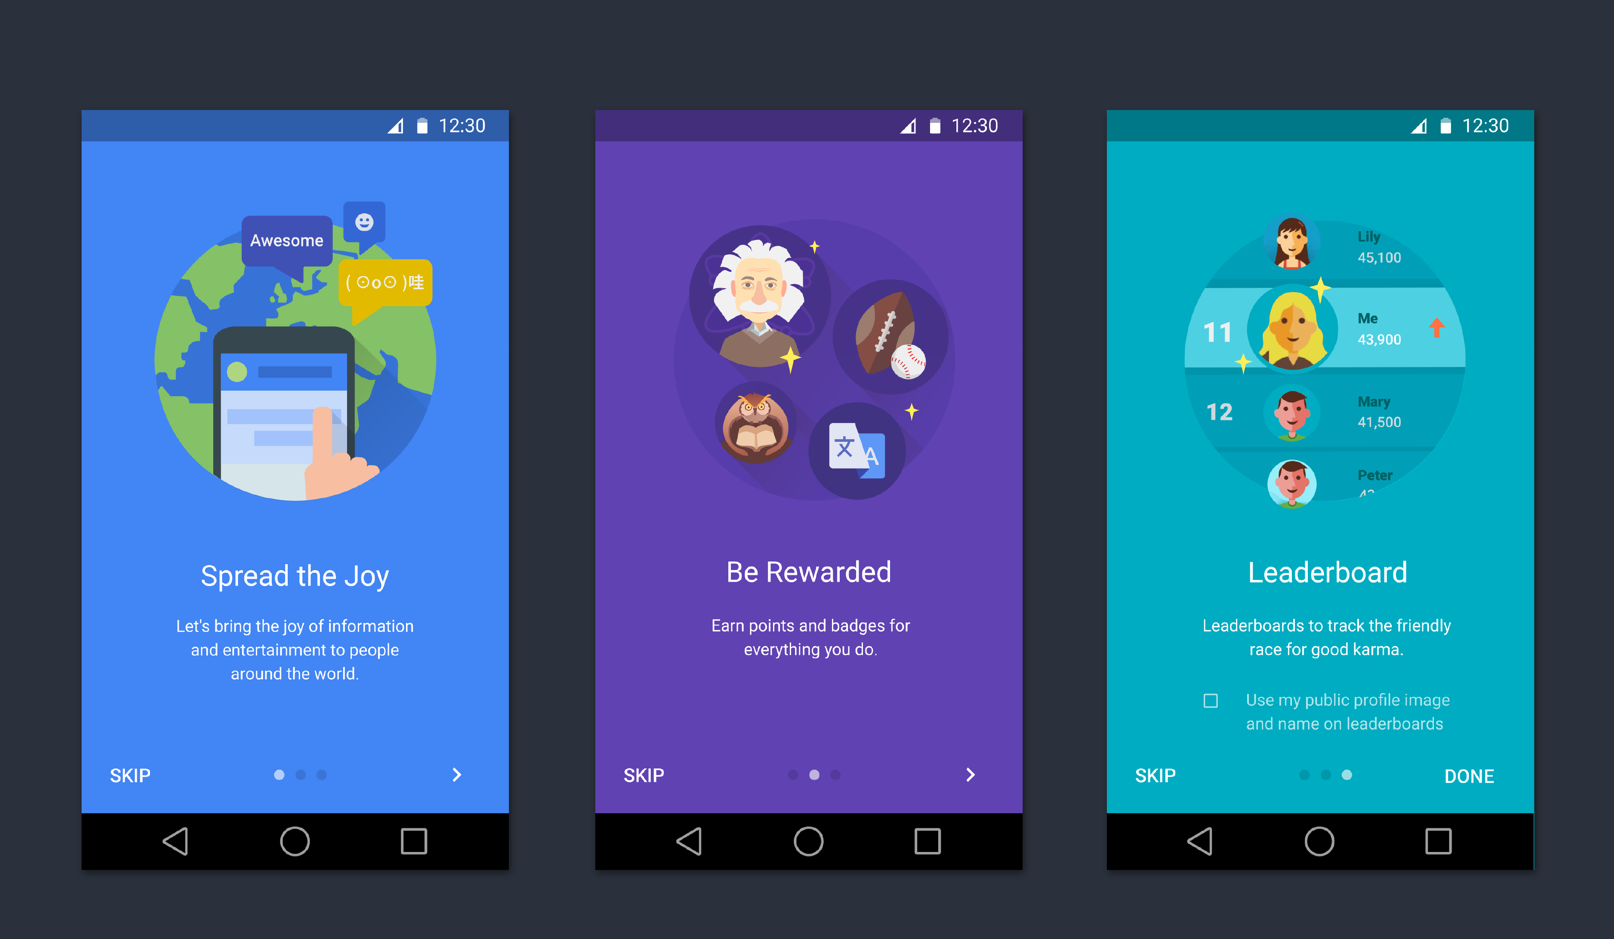 12:30
Awesome
( ⊙o⊙ )哇
Spread the Joy
Let's bring the joy of information
and entertainment to people
around the world.
SKIP
12:30
文 A
Be Rewarded
Earn points and badges for
everything you do.
SKIP
12:30
Lily
45,100
11
Me
43,900
12
Mary
41,500
Peter
Leaderboard
Leaderboards to track the friendly
race for good karma.
Use my public profile image
and name on leaderboards
SKIP
DONE